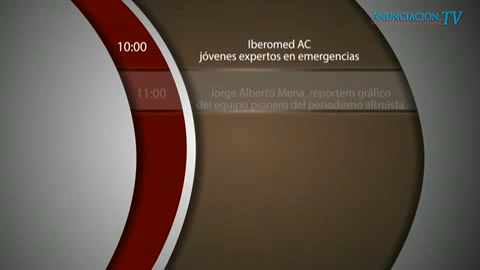 ANUNCIACION.TV
10:00
Iberomed AC
jóvenes expertos en emergencias
11:00
Jorge Alberto Mena, reportero gráfico
del equipo pionero del periodismo altruista